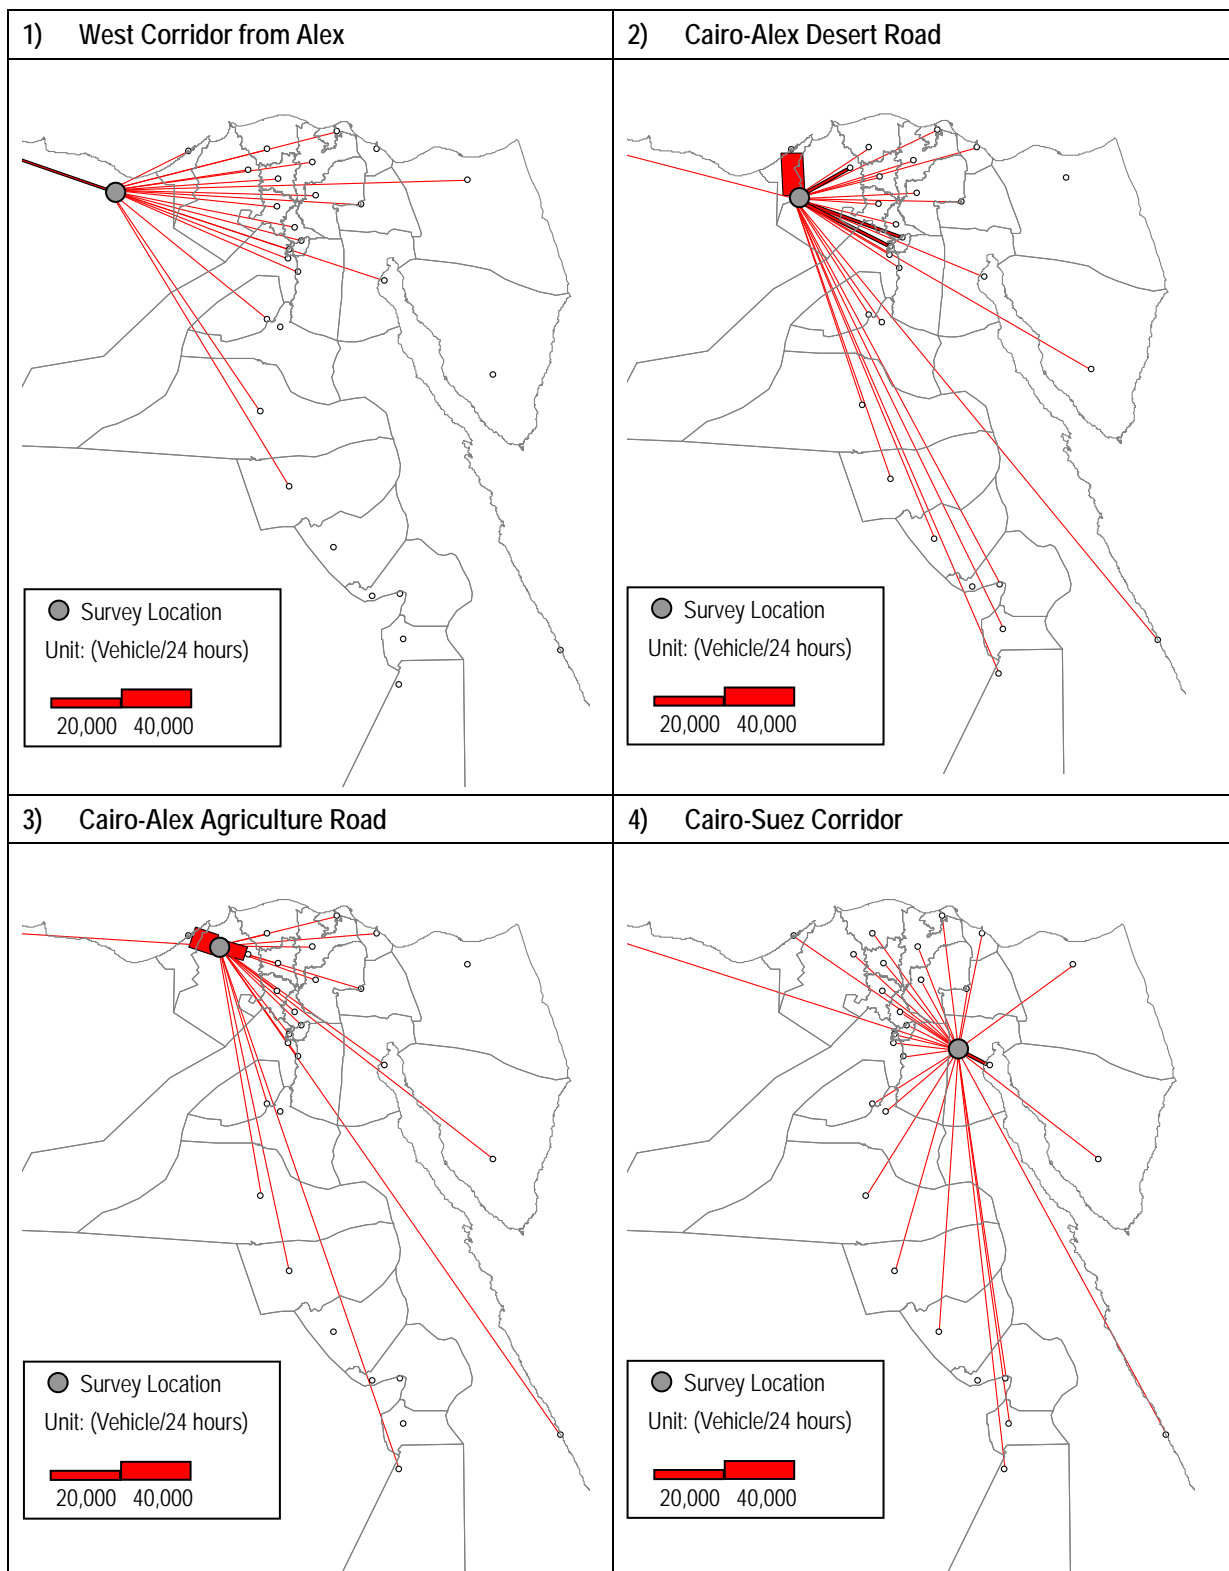 1) West Corridor from Alex
2) Cairo-Alex Desert Road
Survey Location
Unit: (Vehicle/24 hours)
20,000 40,000
Survey Location
Unit: (Vehicle/24 hours)
20,000 40,000
3) Cairo-Alex Agriculture Road
4) Cairo-Suez Corridor
Survey Location
Unit: (Vehicle/24 hours)
20,000 40,000
Survey Location
Unit: (Vehicle/24 hours)
20,000 40,000